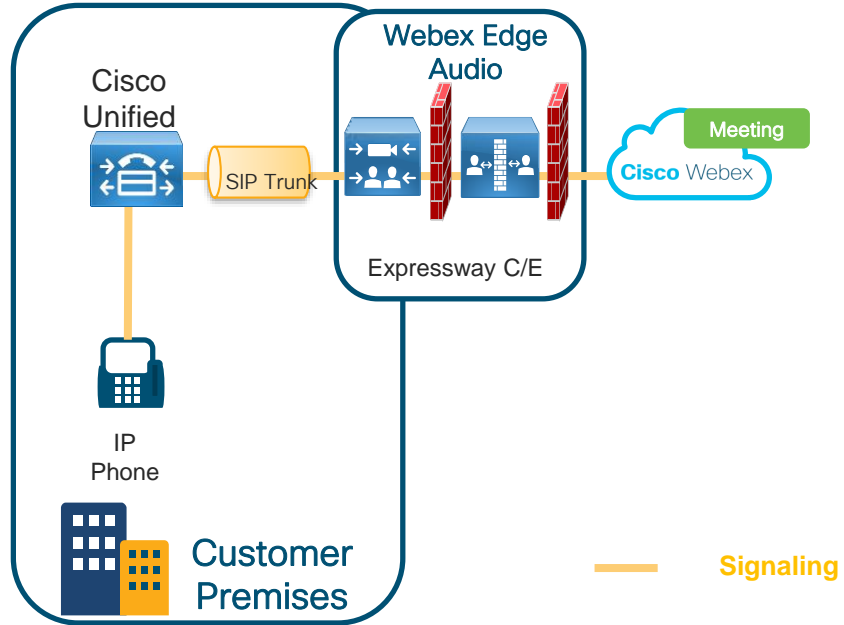 Webex Edge
Audio
Cisco
Unified
Meeting
SIP Trunk
Cisco Webex
Expressway C/E
IP
Phone
Customer
Premises
Signaling